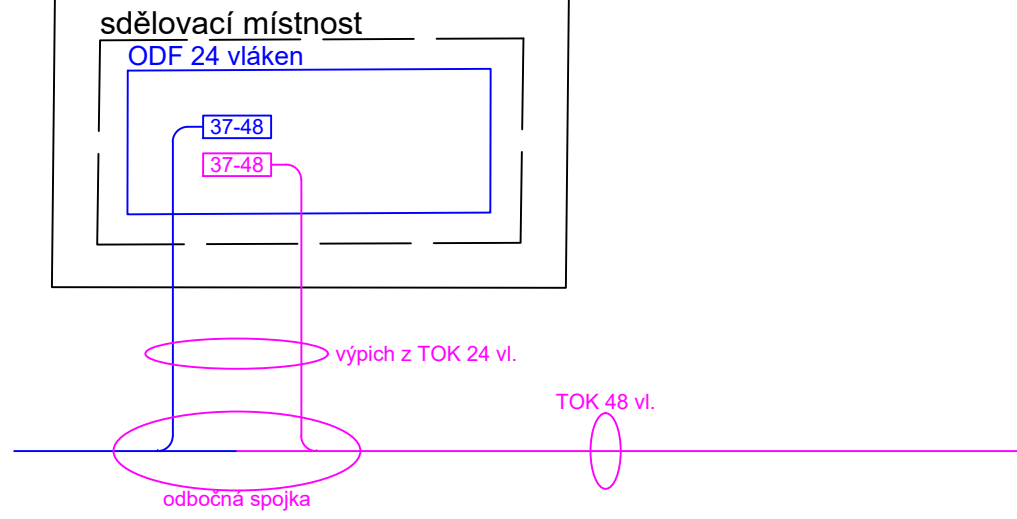 sdělovací místnost
ODF 24 vláken
37-48
37-48
výpich z TOK 24 vl.
TOK 48 vl.
odbočná spojka